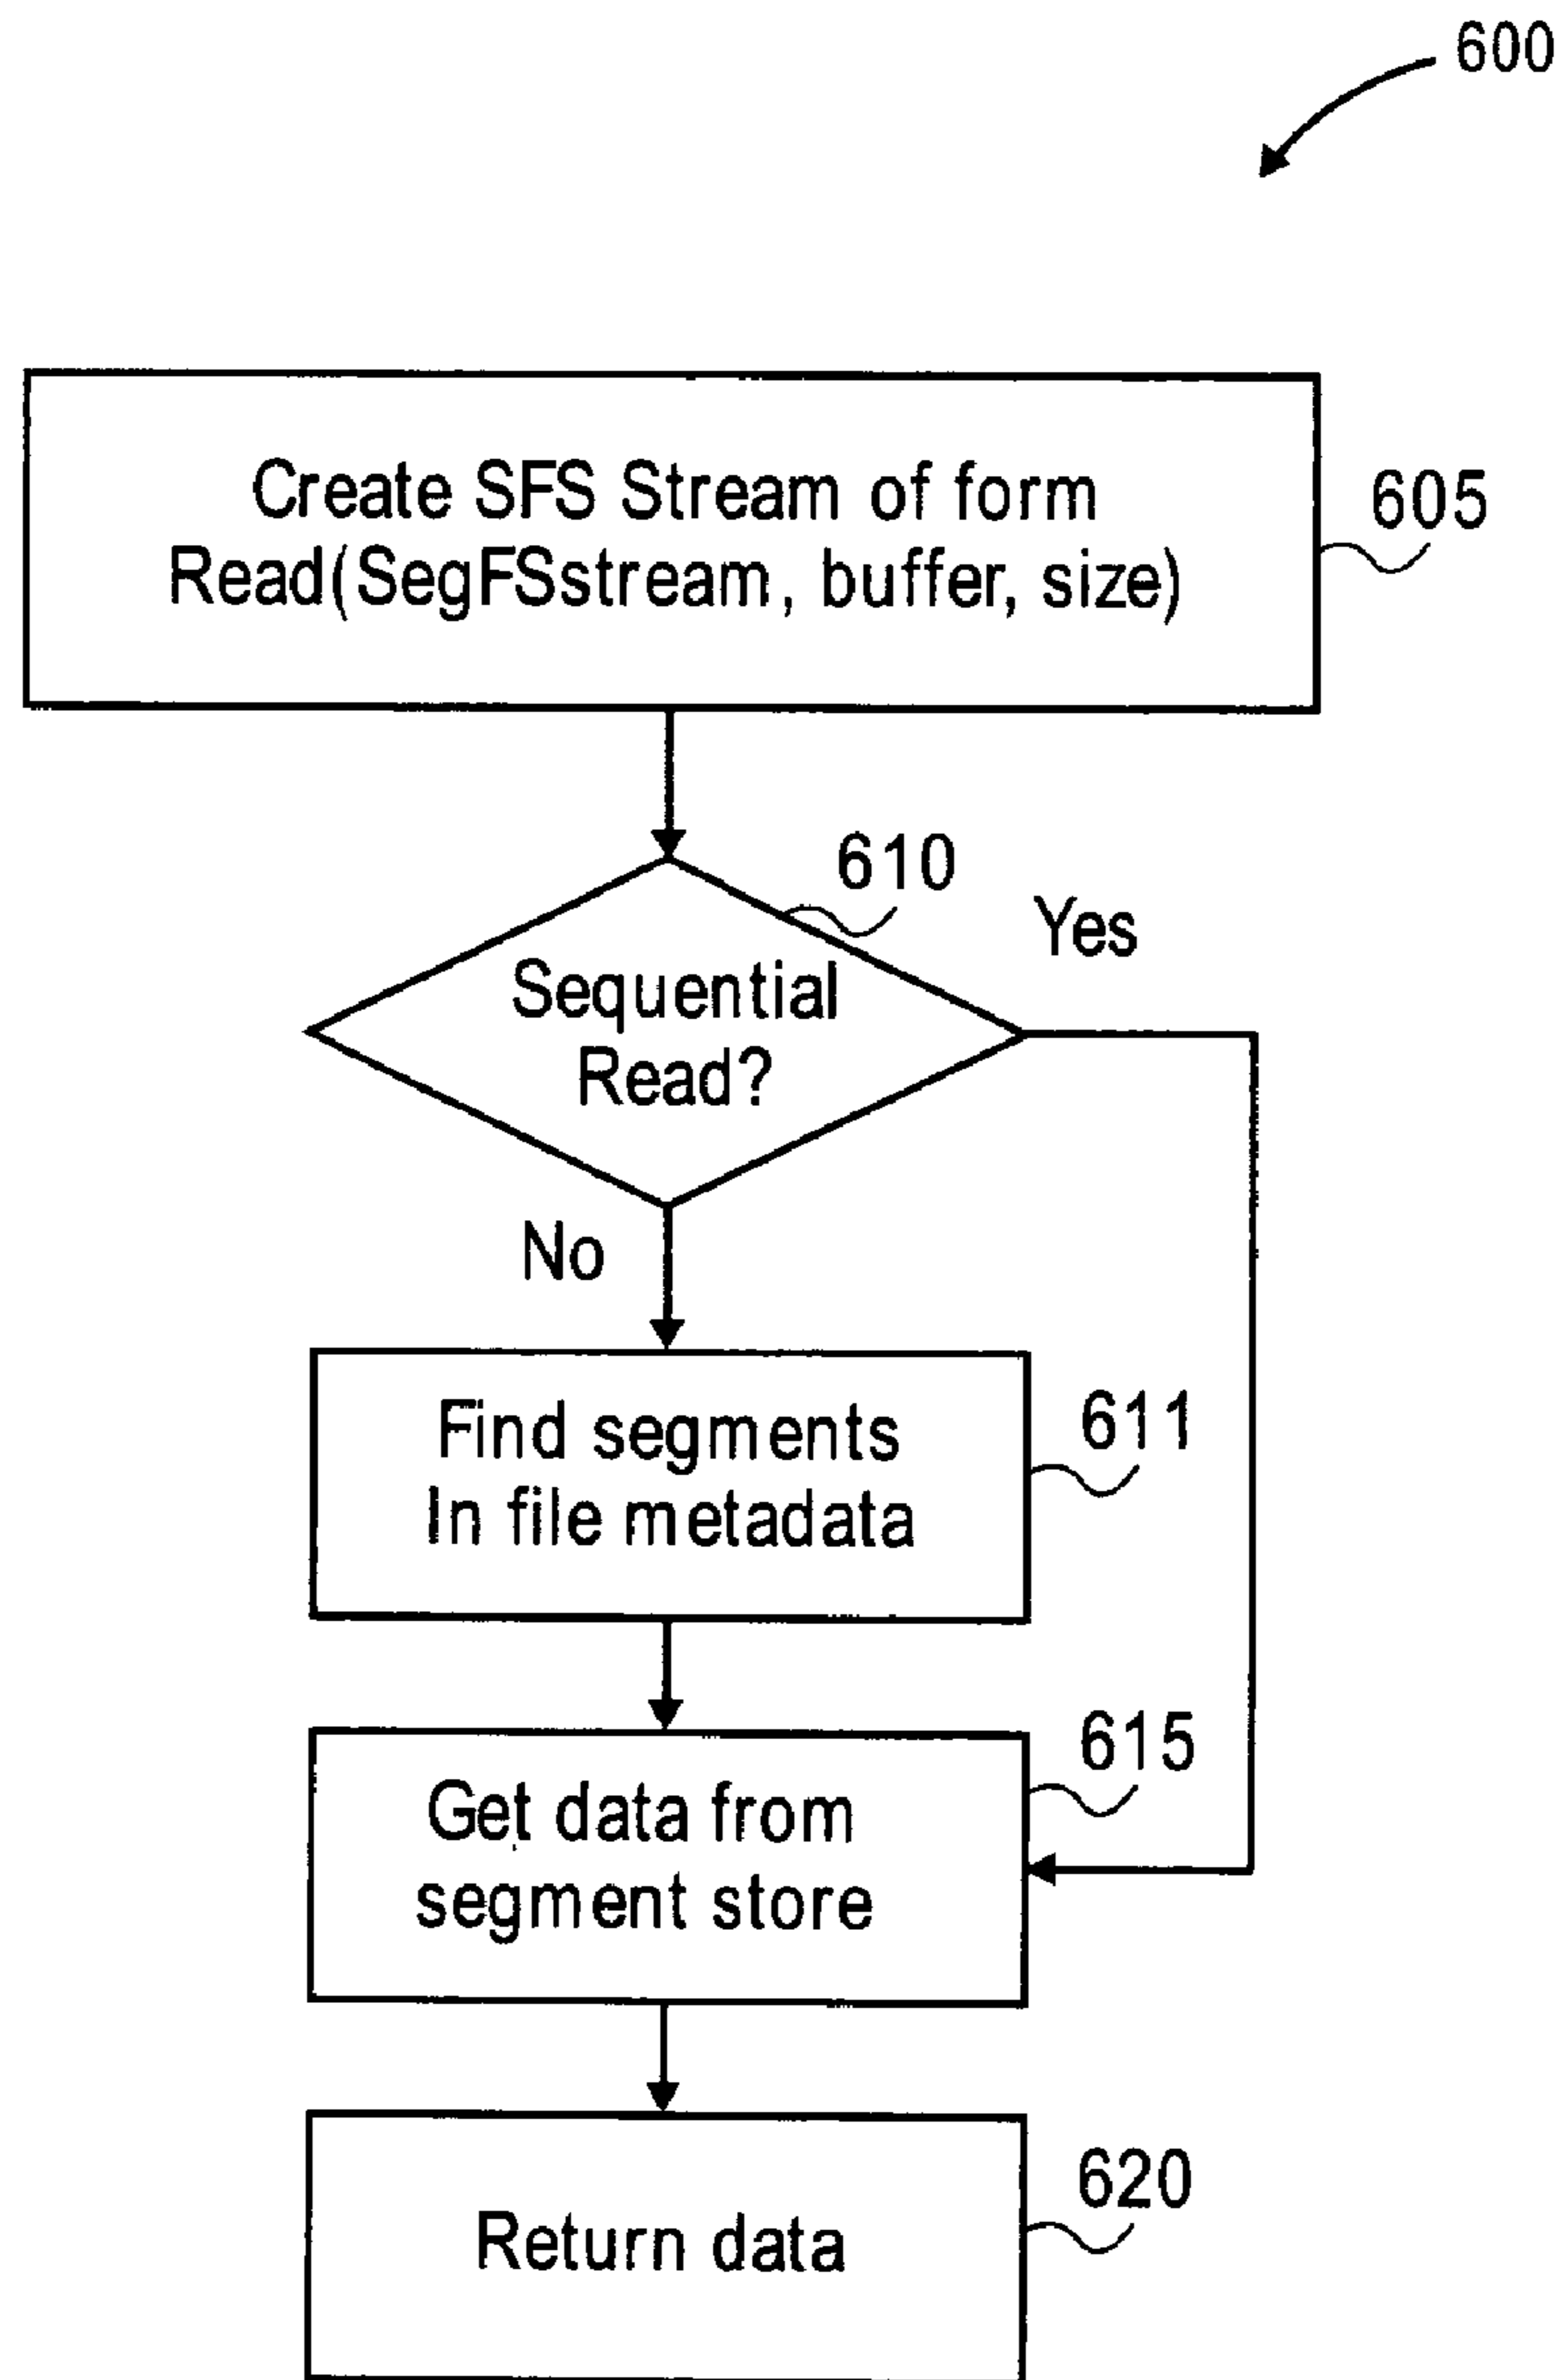 600
Create SFS Stream of form
Read(SegFSstream, buffer, size)
605
610
Yes
Sequential
Read?
No
Find segments
In file metadata
611
Get data from
segment store
615
Return data
620